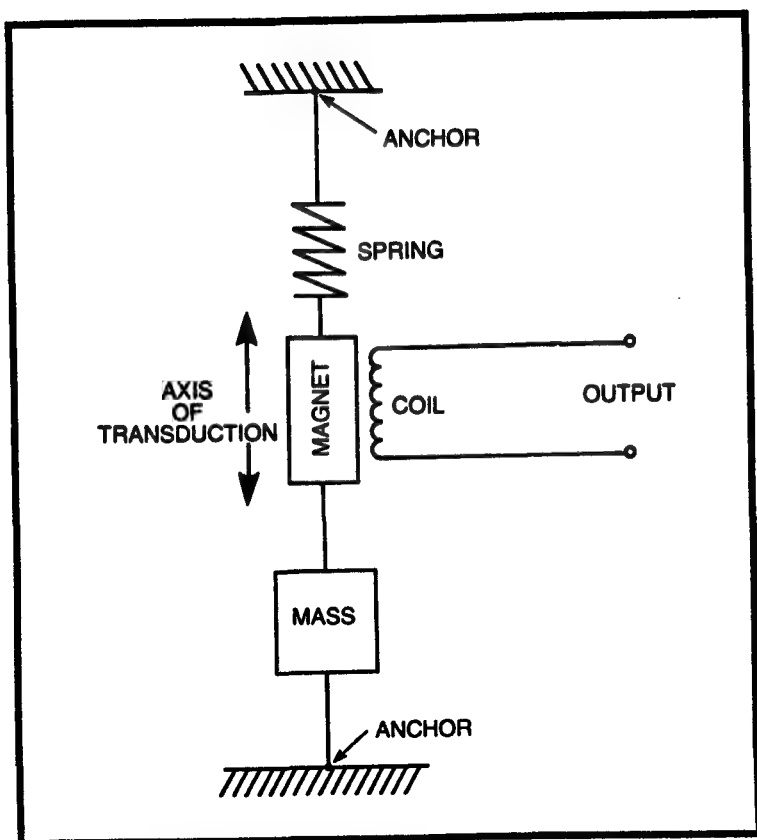 ANCHOR
SPRING
AXIS
OF
TRANSDUCTION
MAGNET
COIL
OUTPUT
MASS
ANCHOR